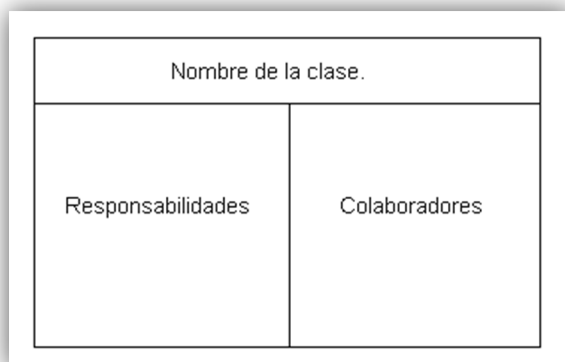 Nombre de la clase.
Responsabilidades
Colaboradores